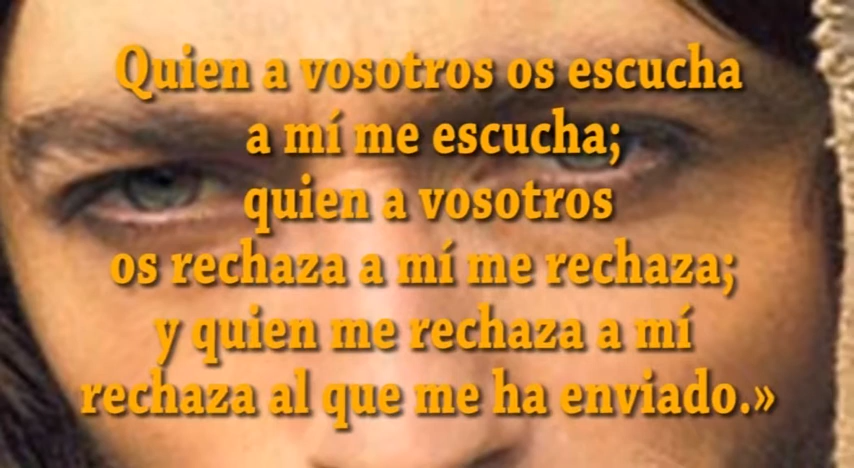 Quien a vosotros os escucha
a mí me escucha;
quien a vosotros
os rechaza a mí me rechaza;
y quien me rechaza a mí
rechaza al que me ha enviado.»